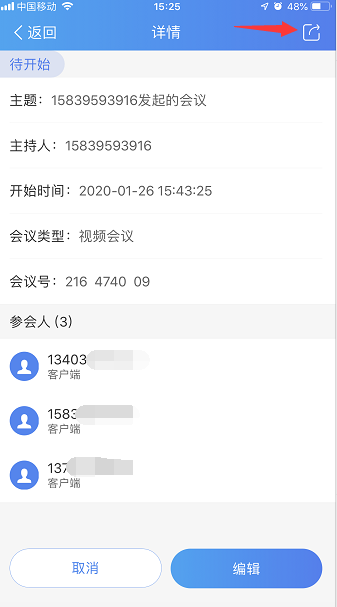 中国移动 15:25 48%
返回 详情
待开始
主题：15839593916发起的会议
主持人：15839593916
开始时间：2020-01-26 15:43:25
会议类型：视频会议
会议号：216 4740 09
参会人 (3)
13403
客户端
1583
客户端
137
客户端
取消 编辑